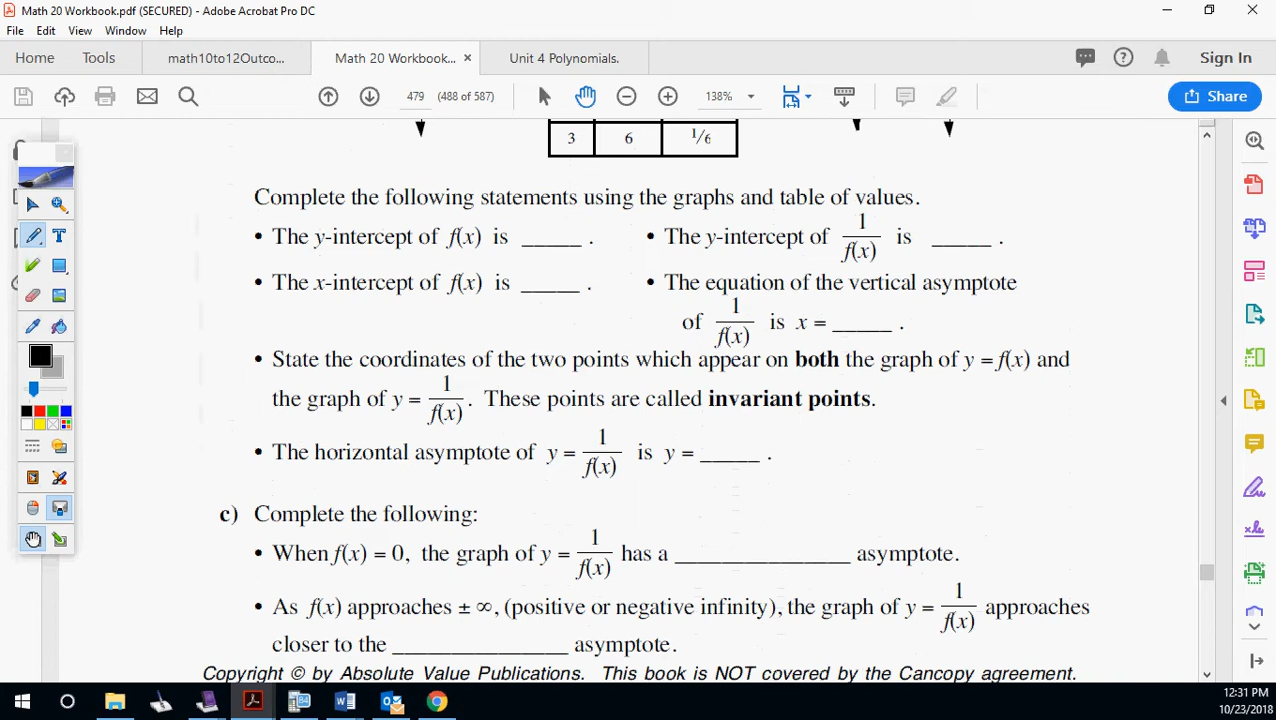 Math 20 Workbook.pdf (SECURED) - Adobe Acrobat Pro DC
File Edit View Window Help
Home Tools math10to12Outco... Math 20 Workbook... × Unit 4 Polynomials. ? Sign In
479 (488 of 587) 138% Share
3 6 1/6
Complete the following statements using the graphs and table of values.
• The y-intercept of f(x) is _____ . • The y-intercept of 1/f(x) is _____ .
• The x-intercept of f(x) is _____ . • The equation of the vertical asymptote
of 1/f(x) is x = _____ .
• State the coordinates of the two points which appear on both the graph of y = f(x) and
the graph of y = 1/f(x). These points are called invariant points.
• The horizontal asymptote of y = 1/f(x) is y = _____ .
c) Complete the following:
• When f(x) = 0, the graph of y = 1/f(x) has a _______________ asymptote.
• As f(x) approaches ± ∞, (positive or negative infinity), the graph of y = 1/f(x) approaches
closer to the _______________ asymptote.
Copyright © by Absolute Value Publications. This book is NOT covered by the Cancopy agreement.
12:31 PM
10/23/2018